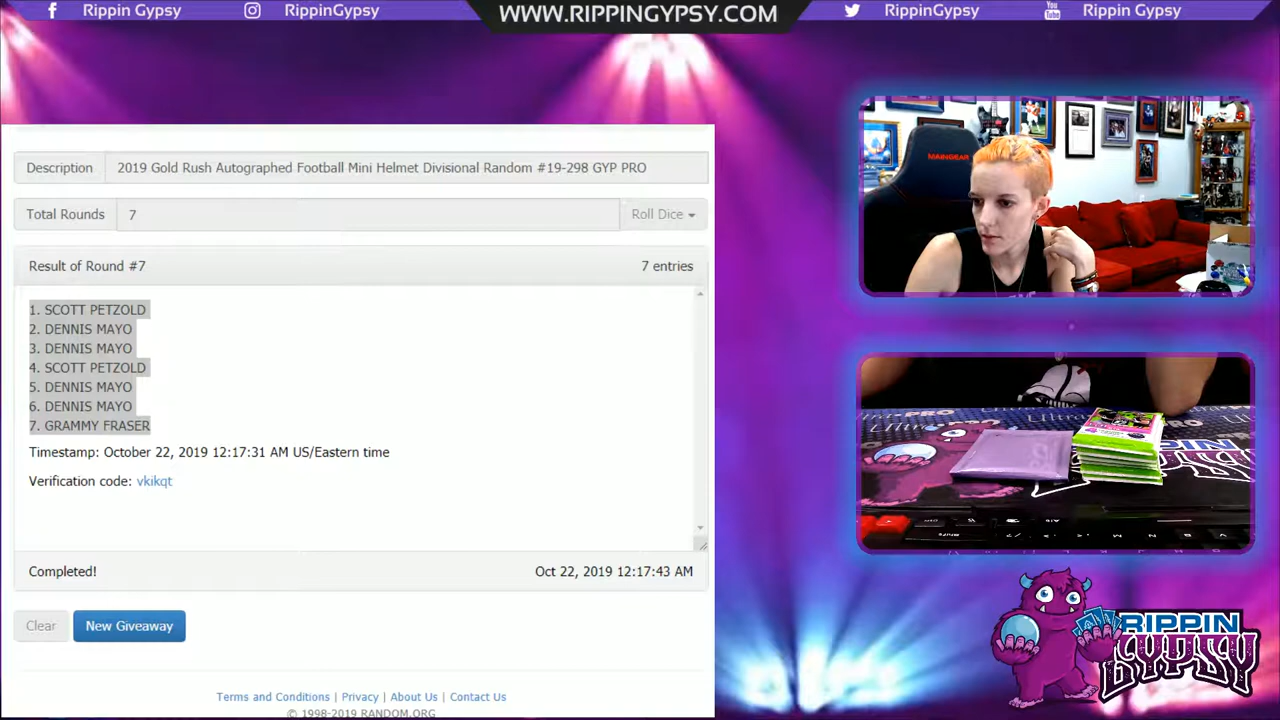 Rippin Gypsy
RippinGypsy
WWW.RIPPINGYPSY.COM
RippinGypsy
You Tube
Rippin Gypsy
Description
2019 Gold Rush Autographed Football Mini Helmet Divisional Random #19-298 GYP PRO
Total Rounds
7
Roll Dice
Result of Round #7
7 entries
1. SCOTT PETZOLD
2. DENNIS MAYO
3. DENNIS MAYO
4. SCOTT PETZOLD
5. DENNIS MAYO
6. DENNIS MAYO
7. GRAMMY FRASER
Timestamp: October 22, 2019 12:17:31 AM US/Eastern time
Verification code: vkikqt
Completed!
Oct 22, 2019 12:17:43 AM
Clear
New Giveaway
Terms and Conditions | Privacy | About Us | Contact Us
© 1998-2019 RANDOM.ORG
MAINGEAR
RIPPIN
GYPSY